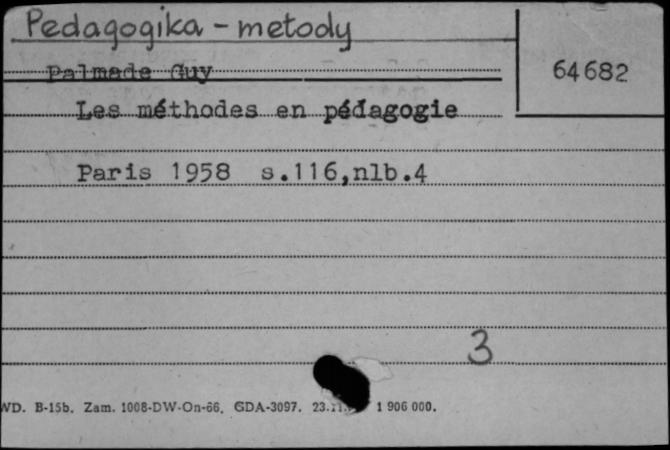 Pedagogika - metody
64682
Palmade Guy
Les méthodes en pédagogie
Paris 1958 s.116,nlb.4
3
WD. B-15b. Zam. 1008-DW-On-66. GDA-3097. 1 906 000.